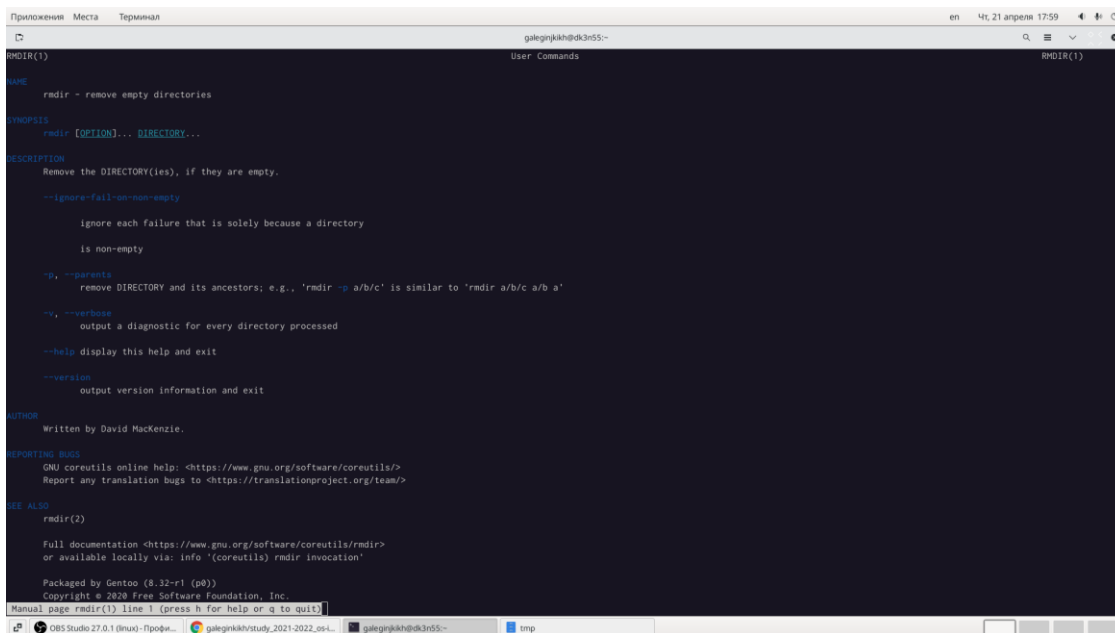 Приложения Места Терминал en Чт, 21 апреля 17:59
galeginjkikh@dk3n55:~
RMDIR(1) User Commands RMDIR(1)
NAME
rmdir - remove empty directories
SYNOPSIS
rmdir [OPTION]... DIRECTORY...
DESCRIPTION
Remove the DIRECTORY(ies), if they are empty.
--ignore-fail-on-non-empty
ignore each failure that is solely because a directory
is non-empty
-p, --parents
remove DIRECTORY and its ancestors; e.g., 'rmdir -p a/b/c' is similar to 'rmdir a/b/c a/b a'
-v, --verbose
output a diagnostic for every directory processed
--help display this help and exit
--version
output version information and exit
AUTHOR
Written by David MacKenzie.
REPORTING BUGS
GNU coreutils online help: <https://www.gnu.org/software/coreutils/>
Report any translation bugs to <https://translationproject.org/team/>
SEE ALSO
rmdir(2)
Full documentation <https://www.gnu.org/software/coreutils/rmdir>
or available locally via: info '(coreutils) rmdir invocation'
Packaged by Gentoo (8.32-r1 (p0))
Copyright © 2020 Free Software Foundation, Inc.
Manual page rmdir(1) line 1 (press h for help or q to quit)
OBS Studio 27.0.1 (linux) - Профи... galeginkikh/study_2021-2022_os-i... galeginjkikh@dk3n55:~ tmp